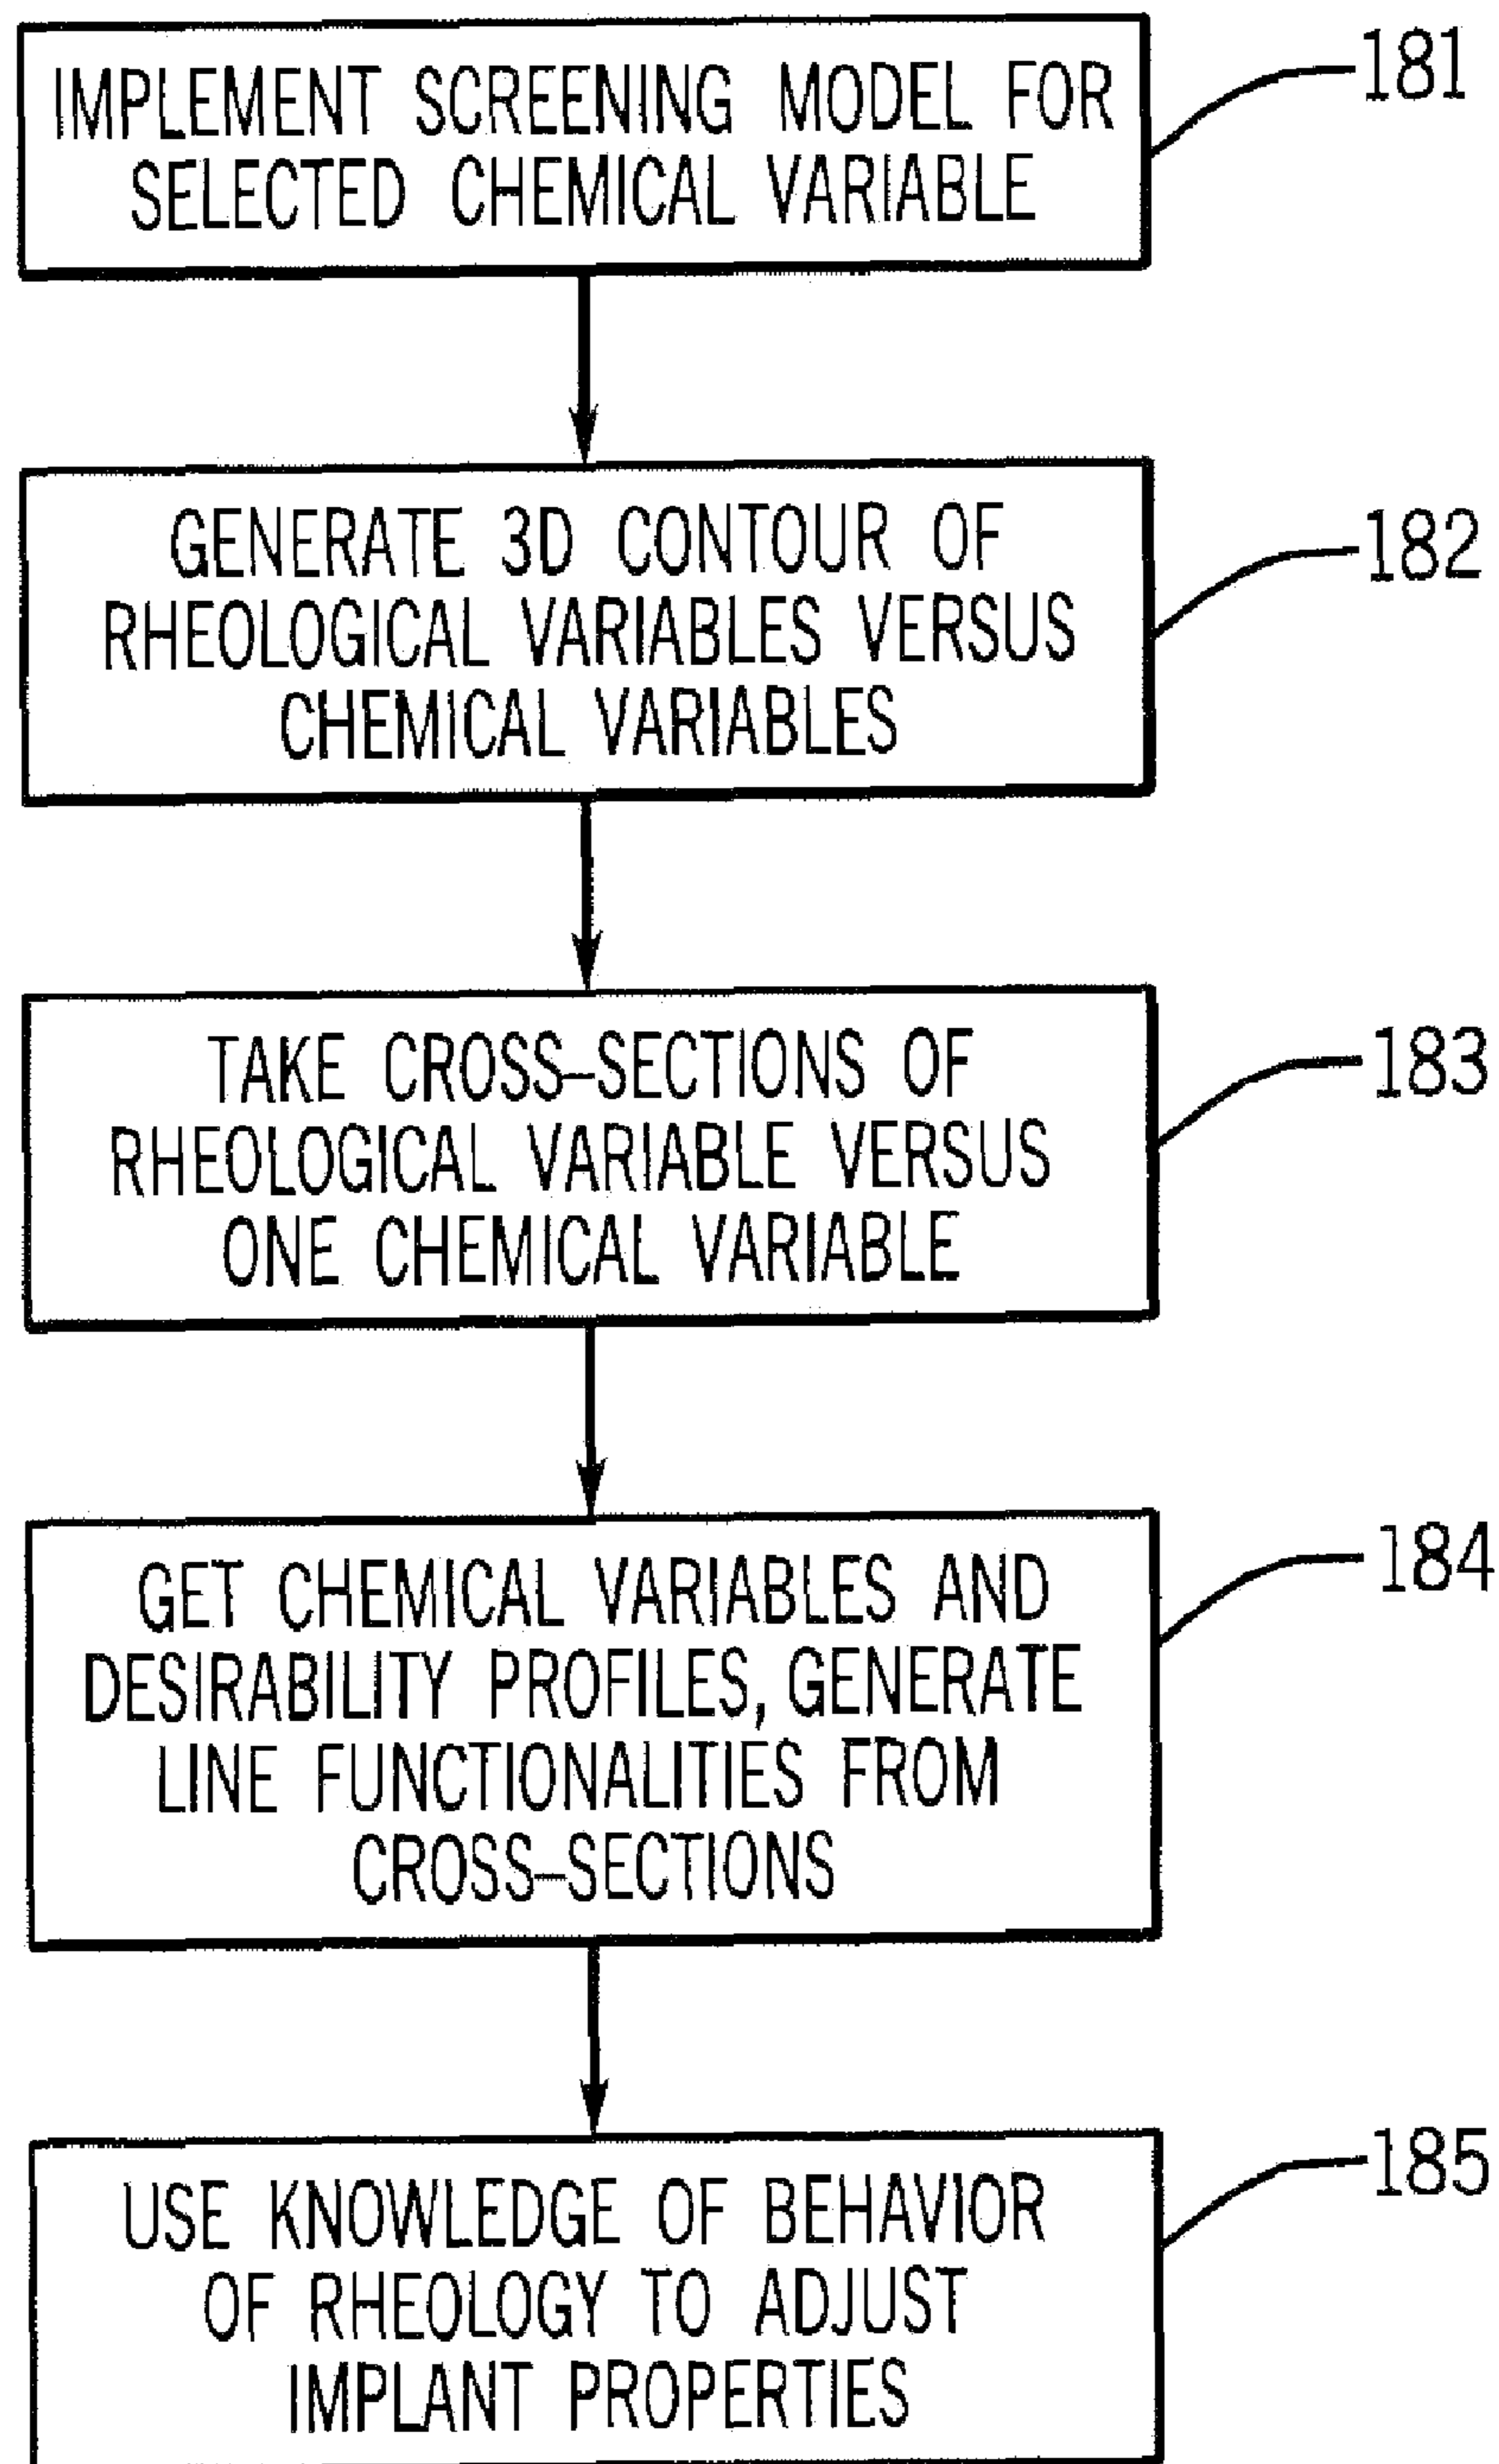 IMPLEMENT SCREENING MODEL FOR
SELECTED CHEMICAL VARIABLE
181
GENERATE 3D CONTOUR OF
RHEOLOGICAL VARIABLES VERSUS
CHEMICAL VARIABLES
182
TAKE CROSS-SECTIONS OF
RHEOLOGICAL VARIABLE VERSUS
ONE CHEMICAL VARIABLE
183
GET CHEMICAL VARIABLES AND
DESIRABILITY PROFILES, GENERATE
LINE FUNCTIONALITIES FROM
CROSS-SECTIONS
184
USE KNOWLEDGE OF BEHAVIOR
OF RHEOLOGY TO ADJUST
IMPLANT PROPERTIES
185